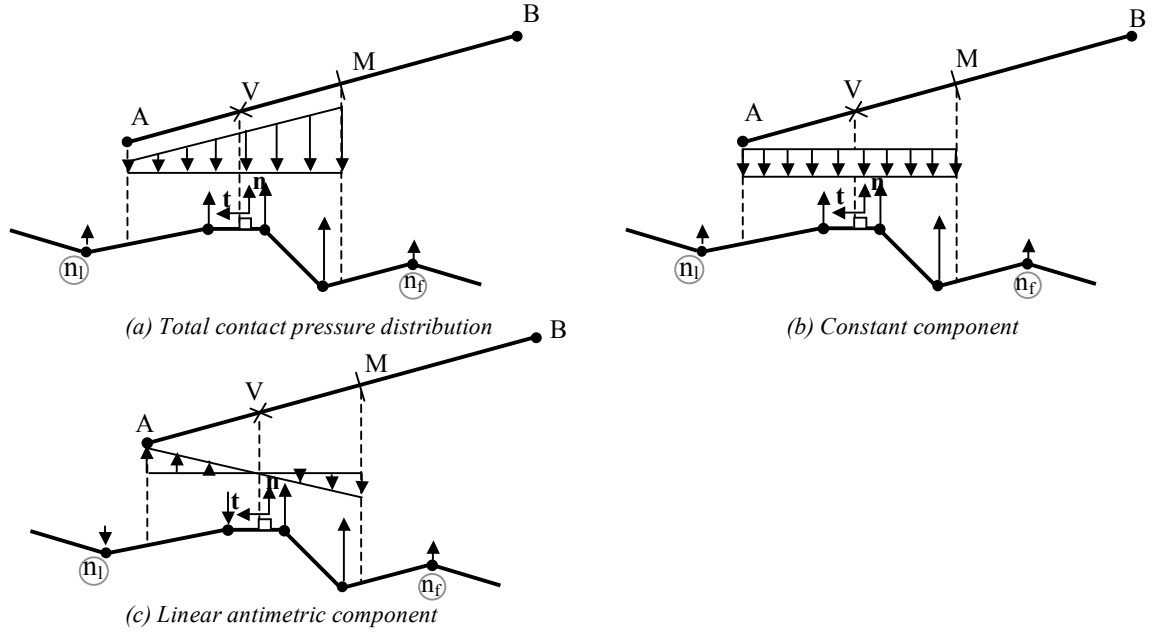 B
M
V
A
n
t
n_l
n_f
(a) Total contact pressure distribution
B
M
V
A
n
t
n_l
n_f
(b) Constant component
B
M
V
A
n
t
n_l
n_f
(c) Linear antimetric component